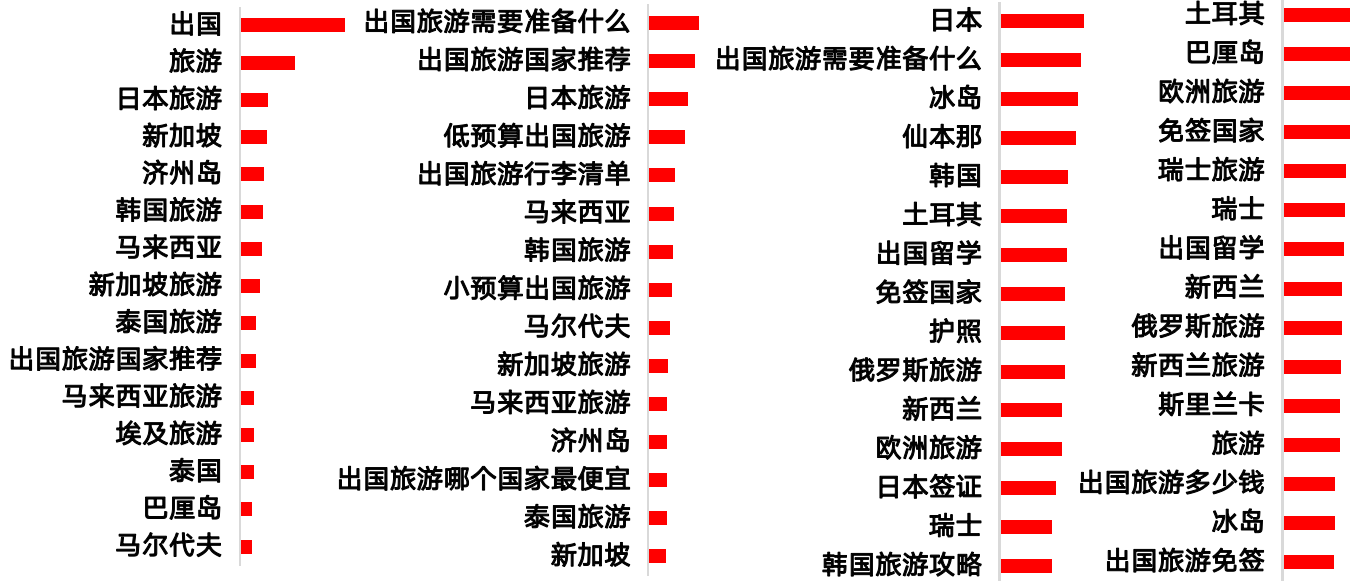 出国
旅游
日本旅游
新加坡
济州岛
韩国旅游
马来西亚
新加坡旅游
泰国旅游
出国旅游国家推荐
马来西亚旅游
埃及旅游
泰国
巴厘岛
马尔代夫
出国旅游需要准备什么
出国旅游国家推荐
日本旅游
低预算出国旅游
出国旅游行李清单
马来西亚
韩国旅游
小预算出国旅游
马尔代夫
新加坡旅游
马来西亚旅游
济州岛
出国旅游哪个国家最便宜
泰国旅游
新加坡
日本
出国旅游需要准备什么
冰岛
仙本那
韩国
土耳其
出国留学
免签国家
护照
俄罗斯旅游
新西兰
欧洲旅游
日本签证
瑞士
韩国旅游攻略
土耳其
巴厘岛
欧洲旅游
免签国家
瑞士旅游
瑞士
出国留学
新西兰
俄罗斯旅游
新西兰旅游
斯里兰卡
旅游
出国旅游多少钱
冰岛
出国旅游免签